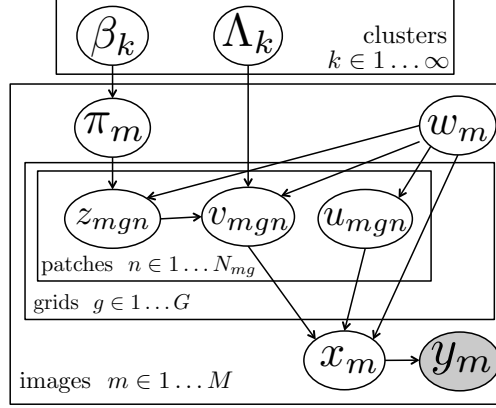 β_k Λ_k clusters
k ∈ 1 … ∞
π_m w_m
z_mgn v_mgn u_mgn
patches n ∈ 1 … N_mg
grids g ∈ 1 … G
x_m y_m
images m ∈ 1 … M